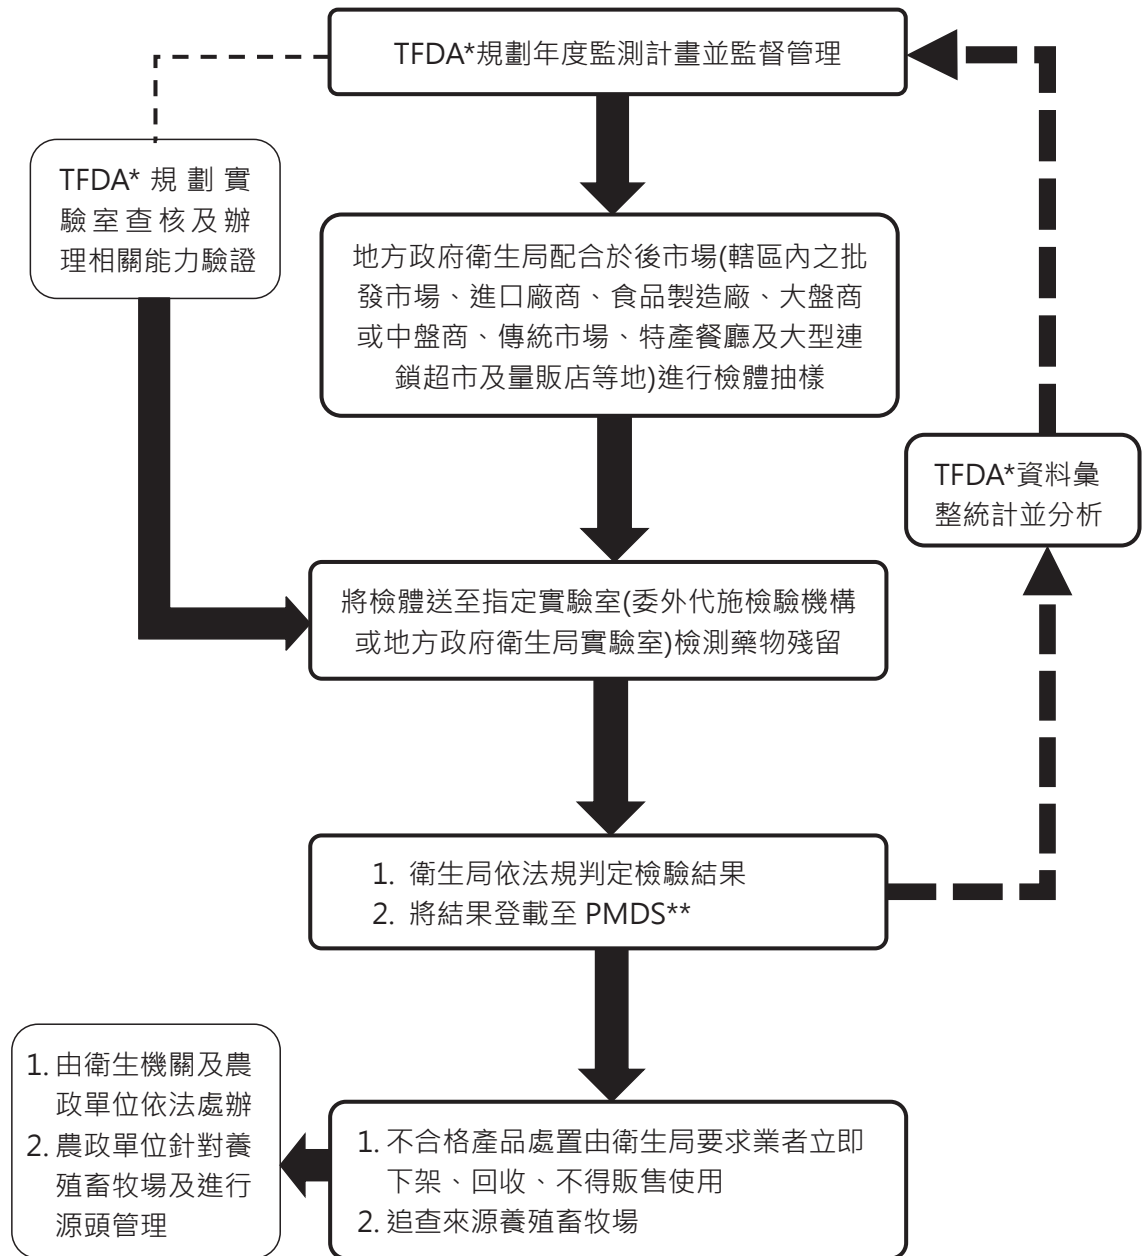 TFDA*規劃年度監測計畫並監督管理
TFDA*規劃實
驗室查核及辦
理相關能力驗證
地方政府衛生局配合於後市場(轄區內之批
發市場、進口廠商、食品製造廠、大盤商
或中盤商、傳統市場、特產餐廳及大型連
鎖超市及量販店等地)進行檢體抽樣
TFDA*資料彙
整統計並分析
將檢體送至指定實驗室(委外代施檢驗機構
或地方政府衛生局實驗室)檢測藥物殘留
1. 衛生局依法規判定檢驗結果
2. 將結果登載至 PMDS**
1. 不合格產品處置由衛生局要求業者立即
下架、回收、不得販售使用
2. 追查來源養殖畜牧場
1. 由衛生機關及農
政單位依法處辦
2. 農政單位針對養
殖畜牧場及進行
源頭管理